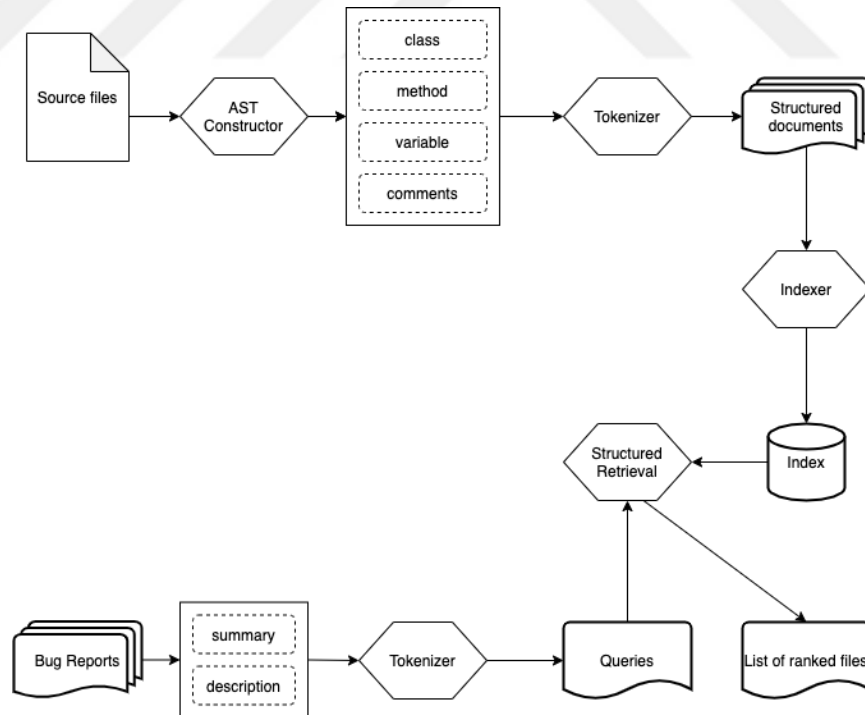 Source files
AST
Constructor
class
method
variable
comments
Tokenizer
Structured
documents
Indexer
Index
Structured
Retrieval
Bug Reports
summary
description
Tokenizer
Queries
List of ranked files